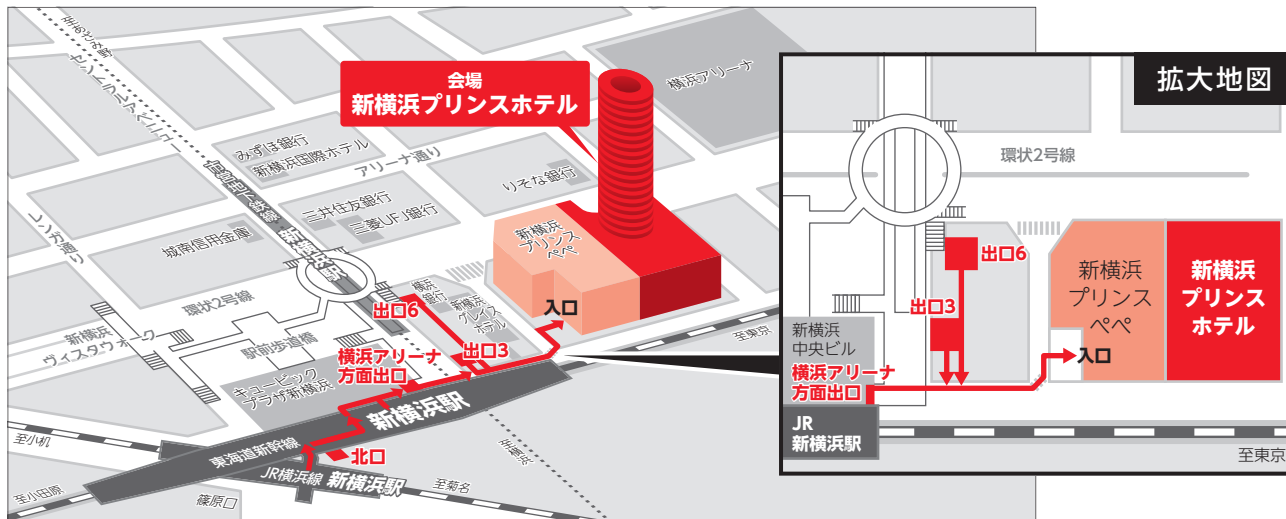 至あざみ野
セントラルアベニュー
会場
新横浜プリンスホテル
横浜アリーナ
みずほ銀行
新横浜国際ホテル
アリーナ通り
りそな銀行
市営地下鉄線 新横浜駅
三井住友銀行
三菱UFJ銀行
レンガ通り
城南信用金庫
新横浜
プリンス
ペペ
環状2号線
横浜
銀行
新横浜
グレイス
ホテル
入口
出口6
新横浜
ヴィスタウォーク
駅前歩道橋
出口3
至東京
横浜アリーナ
方面出口
キュービック
プラザ新横浜
新横浜駅
至小机
東海道新幹線
北口
至横浜
至小田原
JR横浜線 新横浜駅
至菊名
篠原口
拡大地図
環状2号線
出口6
出口3
新横浜
プリンス
ペペ
新横浜
プリンス
ホテル
新横浜
中央ビル
入口
横浜アリーナ
方面出口
JR
新横浜駅
至東京